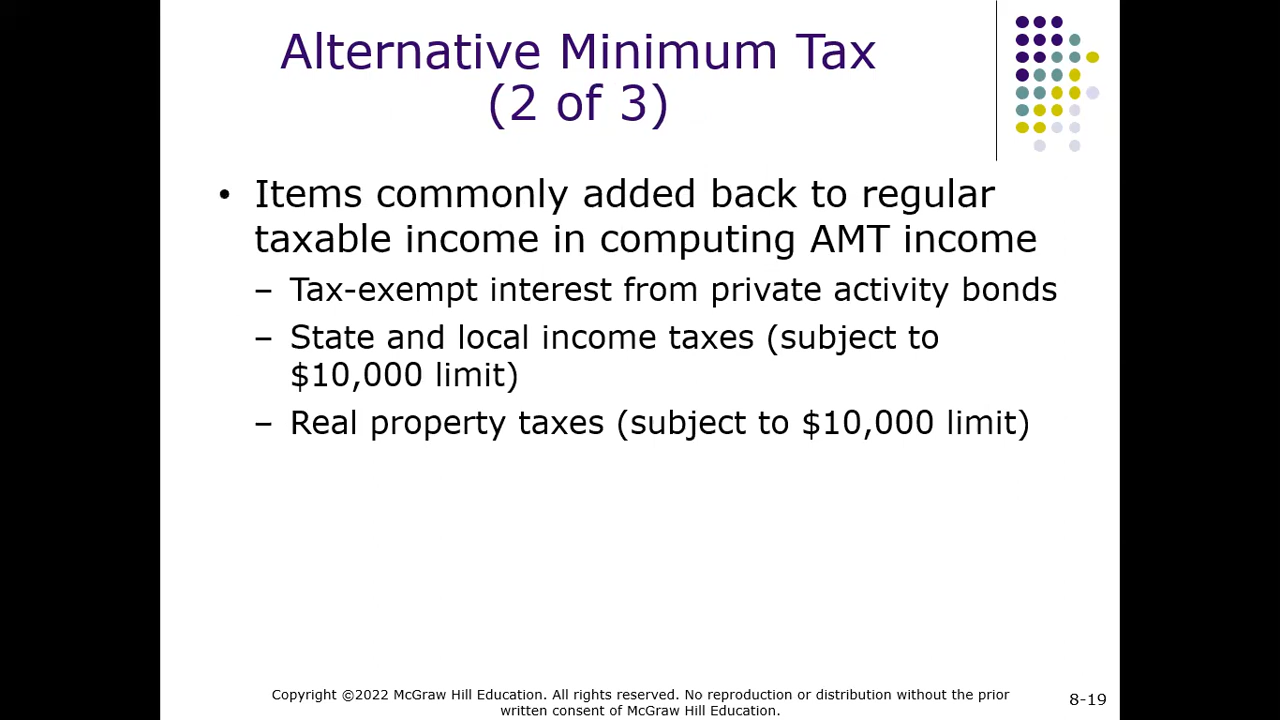 Alternative Minimum Tax
(2 of 3)
• Items commonly added back to regular
taxable income in computing AMT income
– Tax-exempt interest from private activity bonds
– State and local income taxes (subject to
$10,000 limit)
– Real property taxes (subject to $10,000 limit)
Copyright ©2022 McGraw Hill Education. All rights reserved. No reproduction or distribution without the prior
written consent of McGraw Hill Education.
8-19